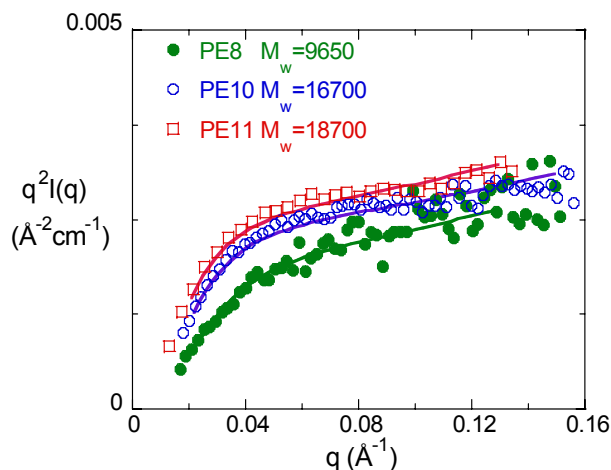 0.005
PE8 M_w=9650
PE10 M_w=16700
PE11 M_w=18700
q²I(q)
(Å⁻²cm⁻¹)
0
0 0.04 0.08 0.12 0.16
q (Å⁻¹)